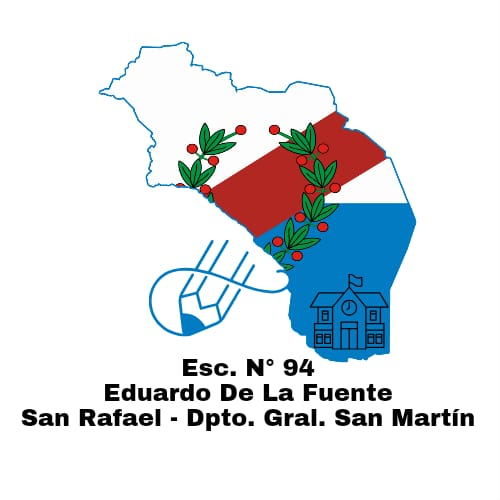 Esc. N° 94
Eduardo De La Fuente
San Rafael - Dpto. Gral. San Martín